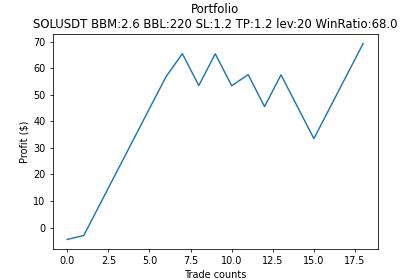 Portfolio
SOLUSDT BBM:2.6 BBL:220 SL:1.2 TP:1.2 lev:20 WinRatio:68.0
70
60
50
40
30
20
10
0
Profit ($)
0.0 2.5 5.0 7.5 10.0 12.5 15.0 17.5
Trade counts